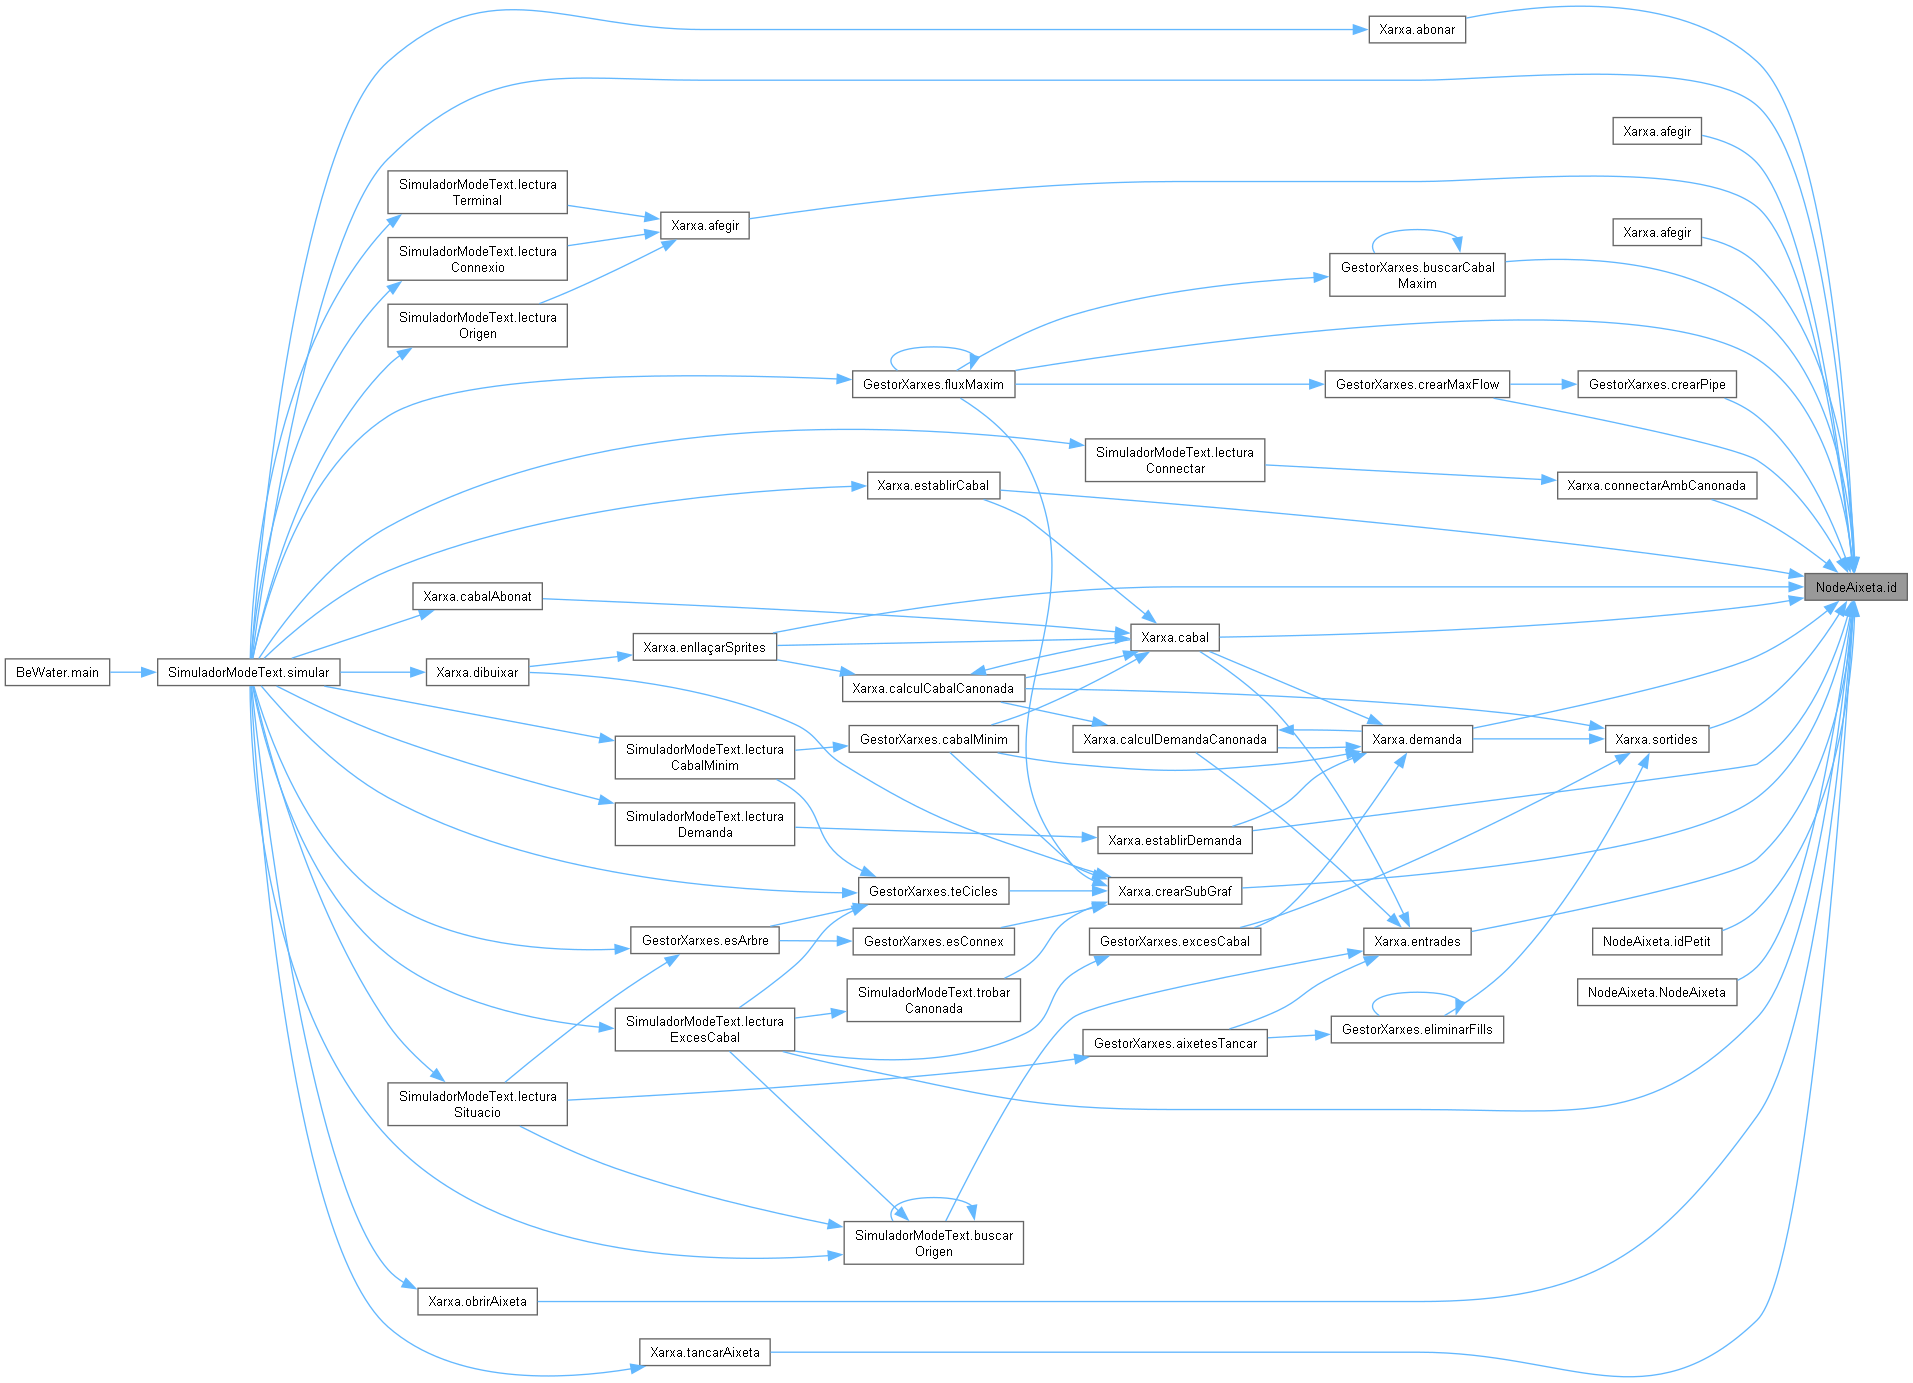 Xarxa.abonar
Xarxa.afegir
SimuladorModeText.lectura
Terminal
Xarxa.afegir
Xarxa.afegir
SimuladorModeText.lectura
Connexio
GestorXarxes.buscarCabal
Maxim
SimuladorModeText.lectura
Origen
GestorXarxes.fluxMaxim
GestorXarxes.crearMaxFlow
GestorXarxes.crearPipe
SimuladorModeText.lectura
Connectar
Xarxa.establirCabal
Xarxa.connectarAmbCanonada
NodeAixeta.id
Xarxa.cabalAbonat
Xarxa.cabal
Xarxa.enllaçarSprites
BeWater.main
SimuladorModeText.simular
Xarxa.dibuixar
Xarxa.calculCabalCanonada
GestorXarxes.cabalMinim
Xarxa.calculDemandaCanonada
Xarxa.demanda
Xarxa.sortides
SimuladorModeText.lectura
CabalMinim
SimuladorModeText.lectura
Demanda
Xarxa.establirDemanda
GestorXarxes.teCicles
Xarxa.crearSubGraf
GestorXarxes.esArbre
GestorXarxes.esConnex
GestorXarxes.excesCabal
Xarxa.entrades
NodeAixeta.idPetit
SimuladorModeText.trobar
Canonada
NodeAixeta.NodeAixeta
SimuladorModeText.lectura
ExcesCabal
GestorXarxes.aixetesTancar
GestorXarxes.eliminarFills
SimuladorModeText.lectura
Situacio
SimuladorModeText.buscar
Origen
Xarxa.obrirAixeta
Xarxa.tancarAixeta